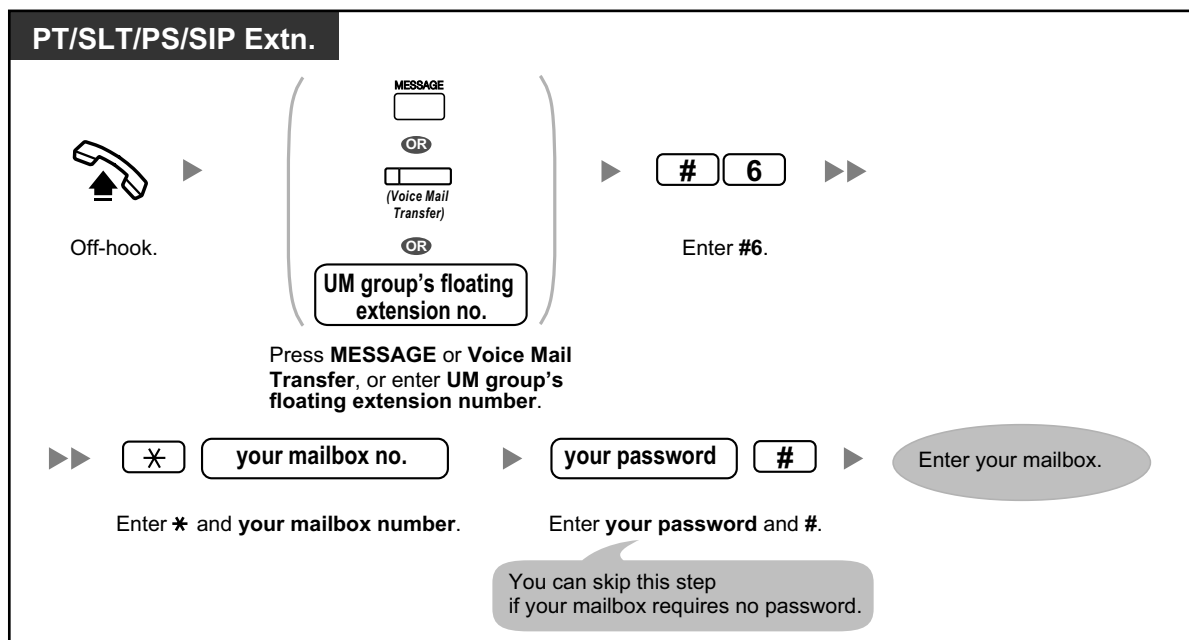 PT/SLT/PS/SIP Extn.
MESSAGE
OR
(Voice Mail
Transfer)
OR
UM group's floating
extension no.
# 6
Off-hook.
Press MESSAGE or Voice Mail
Transfer, or enter UM group's
floating extension number.
Enter #6.
* your mailbox no.
your password #
Enter your mailbox.
Enter * and your mailbox number.
Enter your password and #.
You can skip this step
if your mailbox requires no password.